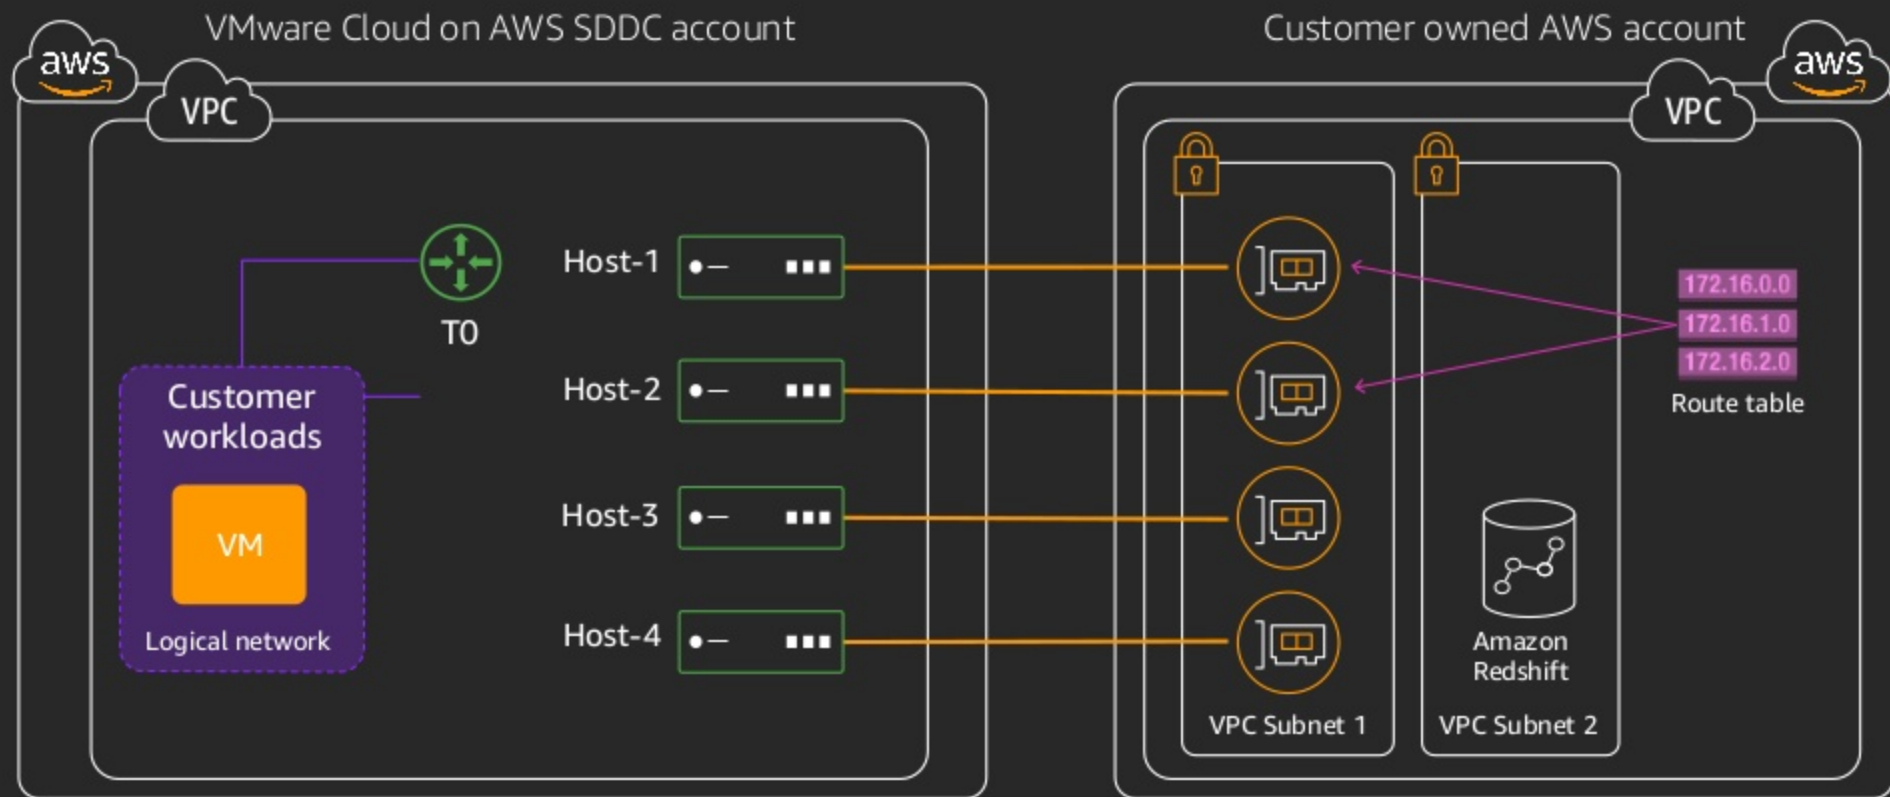 VMware Cloud on AWS SDDC account
Customer owned AWS account
aws
aws
VPC
VPC
T0
Host-1
Host-2
Host-3
Host-4
Customer
workloads
VM
Logical network
172.16.0.0
172.16.1.0
172.16.2.0
Route table
Amazon
Redshift
VPC Subnet 1
VPC Subnet 2